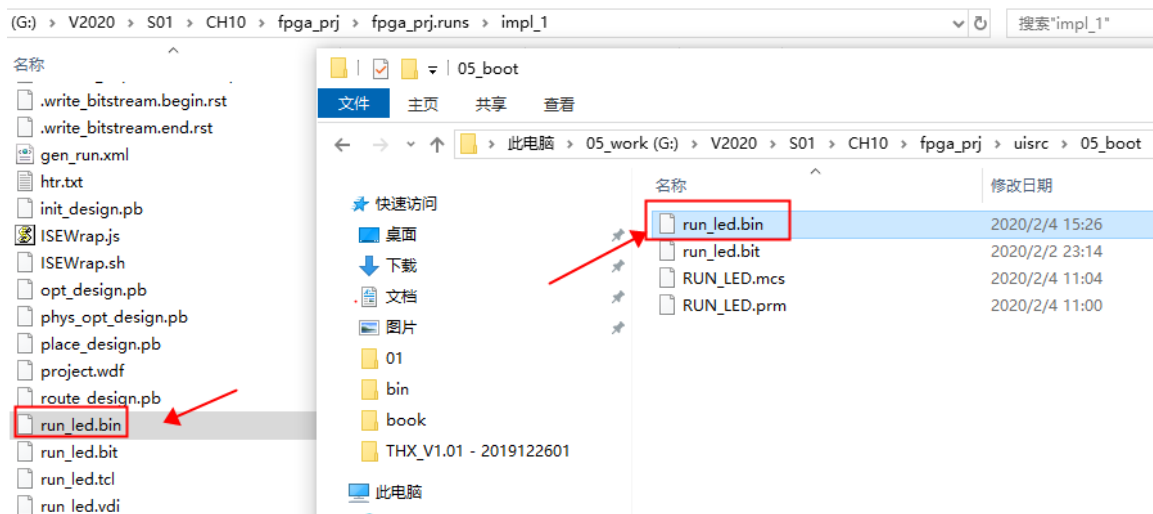 (G:) > V2020 > S01 > CH10 > fpga_prj > fpga_prj.runs > impl_1
搜索"impl_1"
名称
.write_bitstream.begin.rst
.write_bitstream.end.rst
gen_run.xml
htr.txt
init_design.pb
ISEWrap.js
ISEWrap.sh
opt_design.pb
phys_opt_design.pb
place_design.pb
project.wdf
route_design.pb
run_led.bin
run_led.bit
run_led.tcl
run_led.vdi
05_boot
文件 主页 共享 查看
此电脑 > 05_work (G:) > V2020 > S01 > CH10 > fpga_prj > uisrc > 05_boot
快速访问
桌面
下载
文档
图片
01
bin
book
THX_V1.01 - 2019122601
此电脑
名称 修改日期
run_led.bin 2020/2/4 15:26
run_led.bit 2020/2/2 23:14
RUN_LED.mcs 2020/2/4 11:04
RUN_LED.prm 2020/2/4 11:00